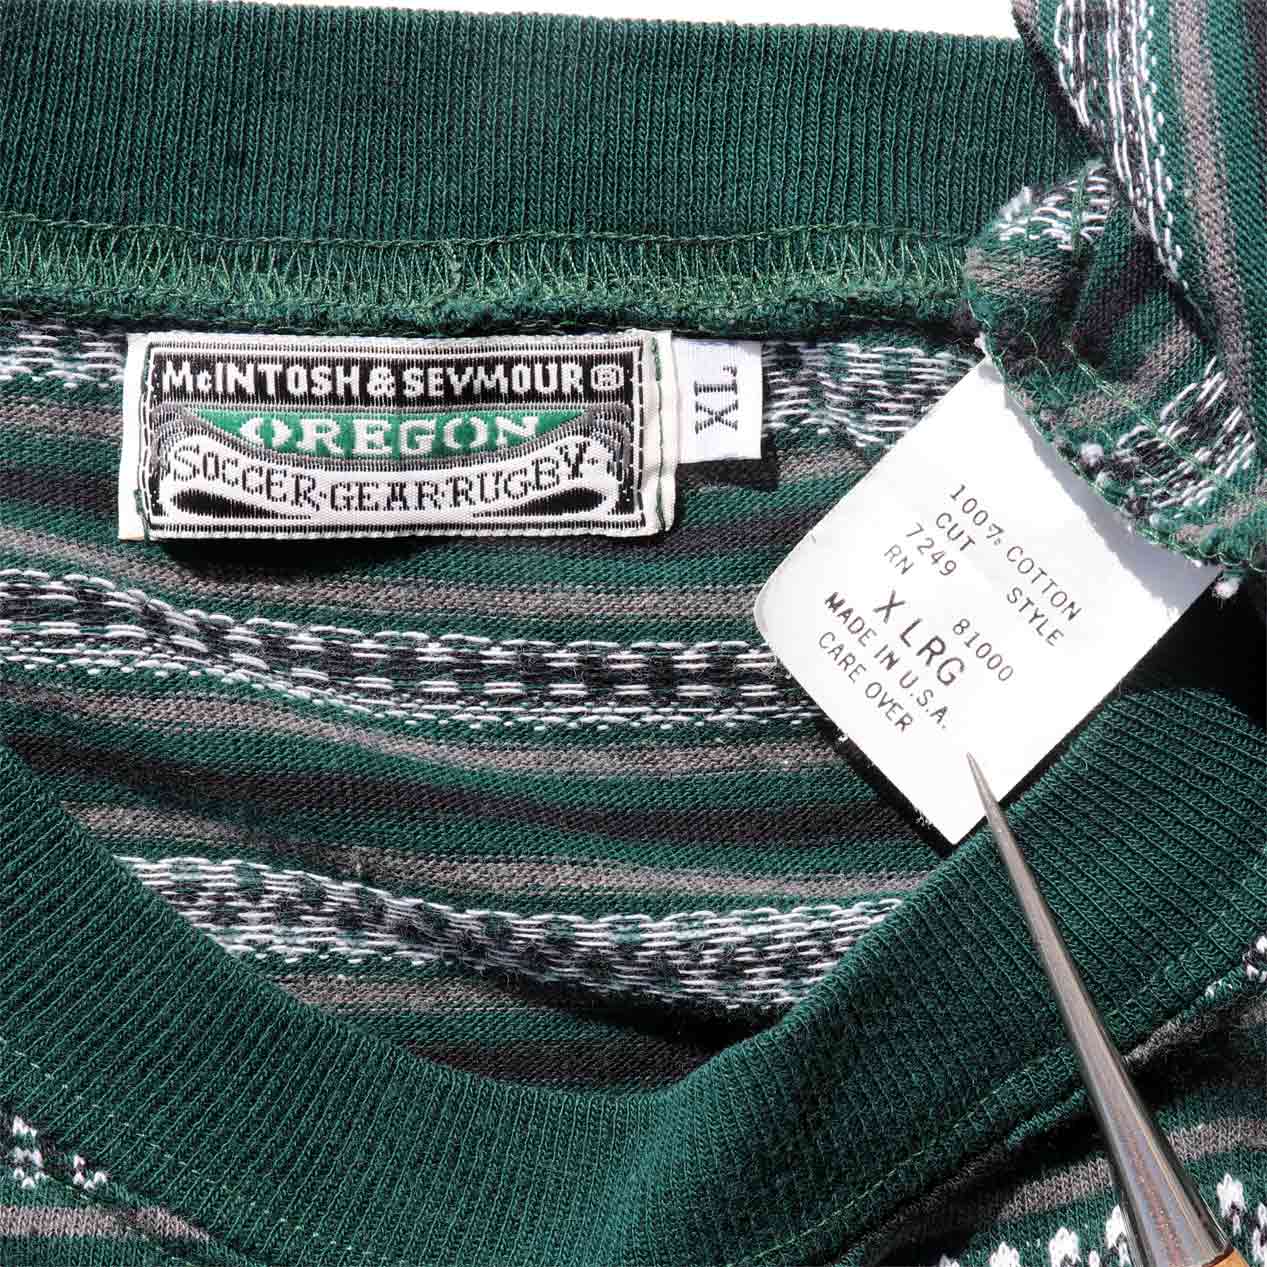 McINTOSH & SEYMOUR ®
OREGON
SOCCER·GEAR·RUGBY
XL
100% COTTON
CUT STYLE
7249 81000
RN
X LRG
MADE IN U.S.A.
CARE OVER